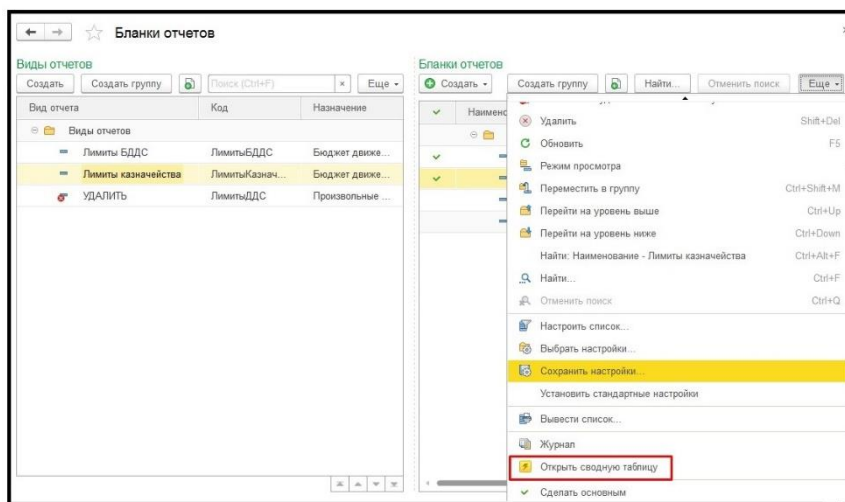 Бланки отчетов
Виды отчетов
Создать Создать группу Поиск (Ctrl+F) × Еще
Вид отчета Код Назначение
Виды отчетов
Лимиты БДДС ЛимитыБДДС Бюджет движе...
Лимиты казначейства ЛимитыКазнач... Бюджет движе...
УДАЛИТЬ ЛимитыДДС Произвольные ...
Бланки отчетов
Создать Создать группу Найти... Отменить поиск Еще
Наимено
Удалить Shift+Del
Обновить F5
Режим просмотра
Переместить в группу Ctrl+Shift+M
Перейти на уровень выше Ctrl+Up
Перейти на уровень ниже Ctrl+Down
Найти: Наименование - Лимиты казначейства Ctrl+Alt+F
Найти... Ctrl+F
Отменить поиск Ctrl+Q
Настроить список...
Выбрать настройки...
Сохранить настройки...
Установить стандартные настройки
Вывести список...
Журнал
Открыть сводную таблицу
Сделать основным